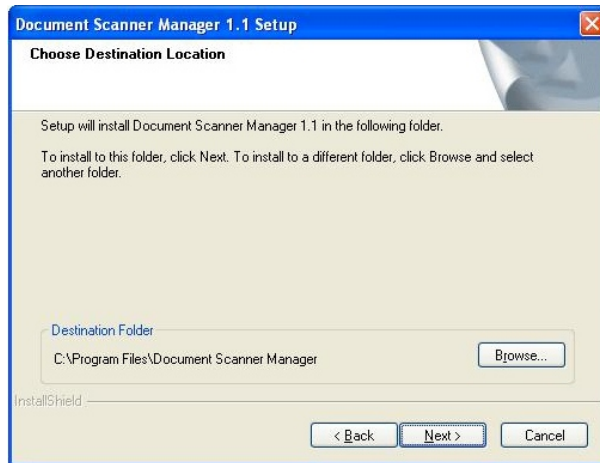 Document Scanner Manager 1.1 Setup
Choose Destination Location
Setup will install Document Scanner Manager 1.1 in the following folder.
To install to this folder, click Next. To install to a different folder, click Browse and select
another folder.
Destination Folder
C:\Program Files\Document Scanner Manager
Browse...
InstallShield
< Back
Next >
Cancel